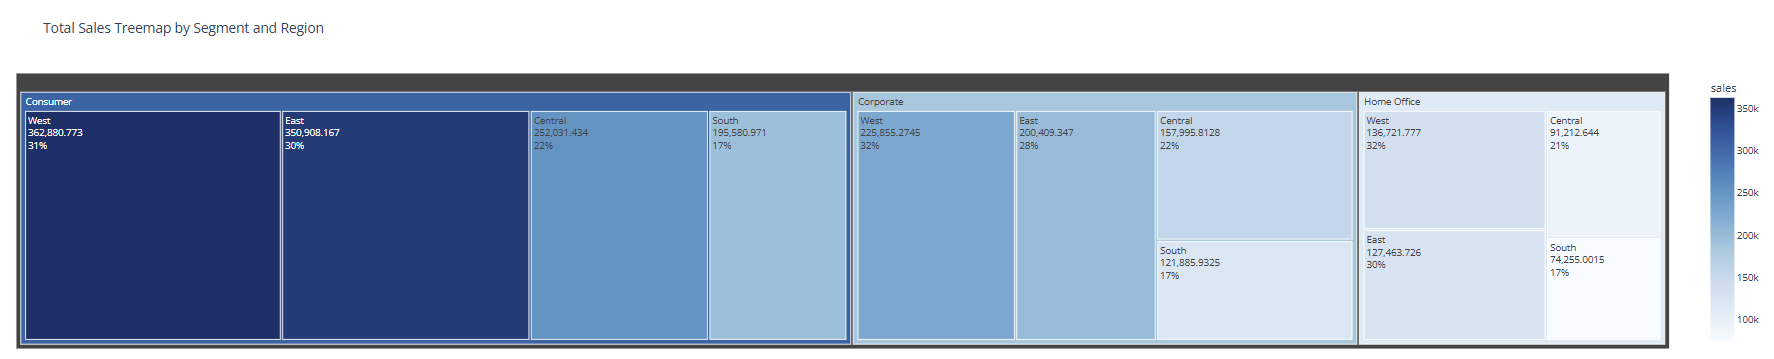 Total Sales Treemap by Segment and Region
Consumer
West
362,880.773
31%
East
350,908.167
30%
Central
252,031.434
22%
South
195,580.971
17%
Corporate
West
225,855.2745
32%
East
200,409.347
28%
Central
157,995.8128
22%
South
121,885.9325
17%
Home Office
West
136,721.777
32%
East
127,463.726
30%
Central
91,212.644
21%
South
74,255.0015
17%
sales
350k
300k
250k
200k
150k
100k